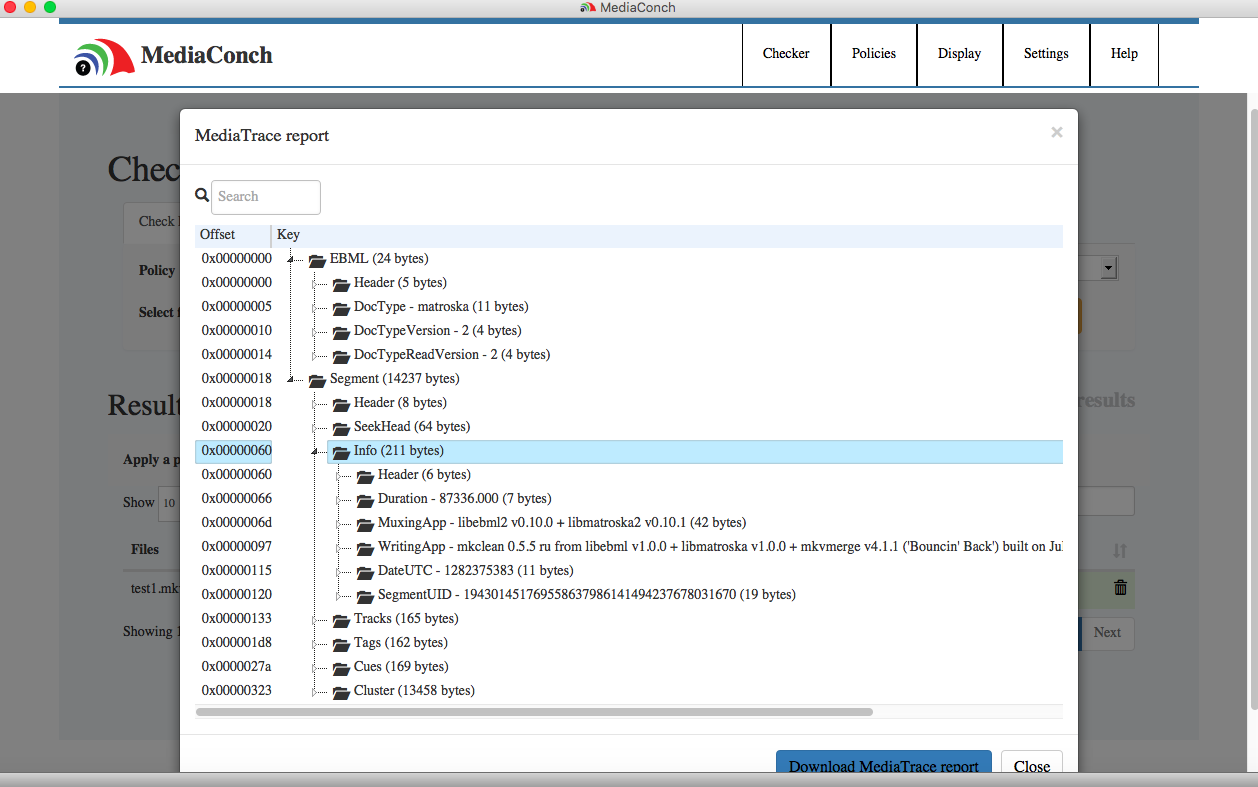 MediaConch
? MediaConch
Checker Policies Display Settings Help
MediaTrace report
×
Chec
Search
Check
Offset Key
0x00000000 EBML (24 bytes)
0x00000000 Header (5 bytes)
Policy
0x00000005 DocType - matroska (11 bytes)
Select
0x00000010 DocTypeVersion - 2 (4 bytes)
0x00000014 DocTypeReadVersion - 2 (4 bytes)
0x00000018 Segment (14237 bytes)
0x00000018 Header (8 bytes)
Result
results
0x00000020 SeekHead (64 bytes)
0x00000060 Info (211 bytes)
Apply a p
0x00000060 Header (6 bytes)
Show 10
0x00000066 Duration - 87336.000 (7 bytes)
0x0000006d MuxingApp - libebml2 v0.10.0 + libmatroska2 v0.10.1 (42 bytes)
Files
0x00000097 WritingApp - mkclean 0.5.5 ru from libebml v1.0.0 + libmatroska v1.0.0 + mkvmerge v4.1.1 ('Bouncin' Back') built on Jul
0x00000115 DateUTC - 1282375383 (11 bytes)
test1.mk
0x00000120 SegmentUID - 194301451769558637986141494237678031670 (19 bytes)
0x00000133 Tracks (165 bytes)
Showing 1
Next
0x000001d8 Tags (162 bytes)
0x0000027a Cues (169 bytes)
0x00000323 Cluster (13458 bytes)
Download MediaTrace report Close